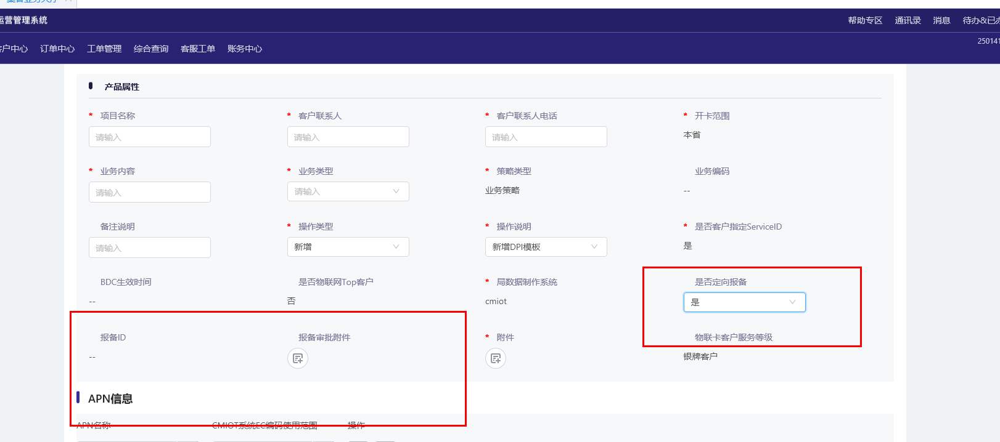 运营管理系统
帮助专区 通讯录 消息 待办&已办
户中心 订单中心 工单管理 综合查询 客服工单 账务中心
250141
产品属性
* 项目名称 * 客户联系人 * 客户联系人电话 * 开卡范围
请输入 请输入 请输入 本省
* 业务内容 * 业务类型 * 策略类型 业务编码
请输入 请输入 业务策略 --
备注说明 * 操作类型 * 操作说明 * 是否客户指定ServiceID
请输入 新增 新增DPI模板 是
BDC生效时间 是否物联网Top客户 * 局数据制作系统 是否定向报备
-- 否 cmiot 是
报备ID 报备审批附件 * 附件 物联卡客户服务等级
-- 银牌客户
APN信息
APN名称 CMIOT系统EC编码使用范围 操作